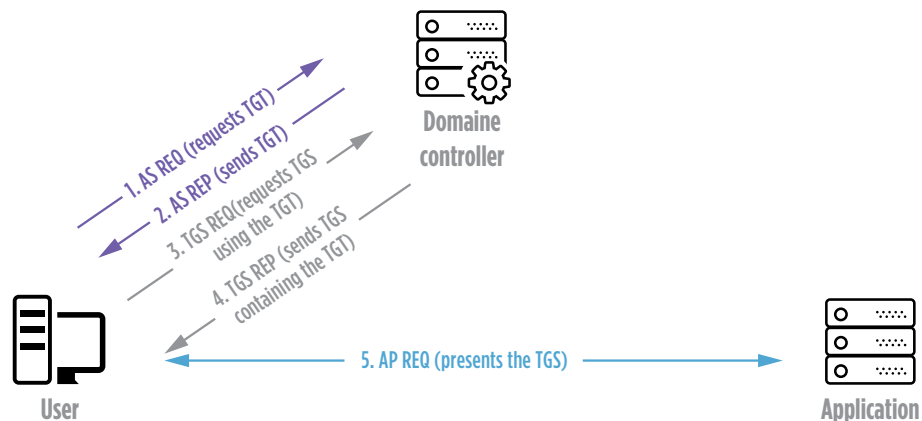 Domaine
controller
1. AS REQ (requests TGT)
2. AS REP (sends TGT)
3. TGS REQ(requests TGS
using the TGT)
4. TGS REP (sends TGS
containing the TGT)
5. AP REQ (presents the TGS)
User
Application